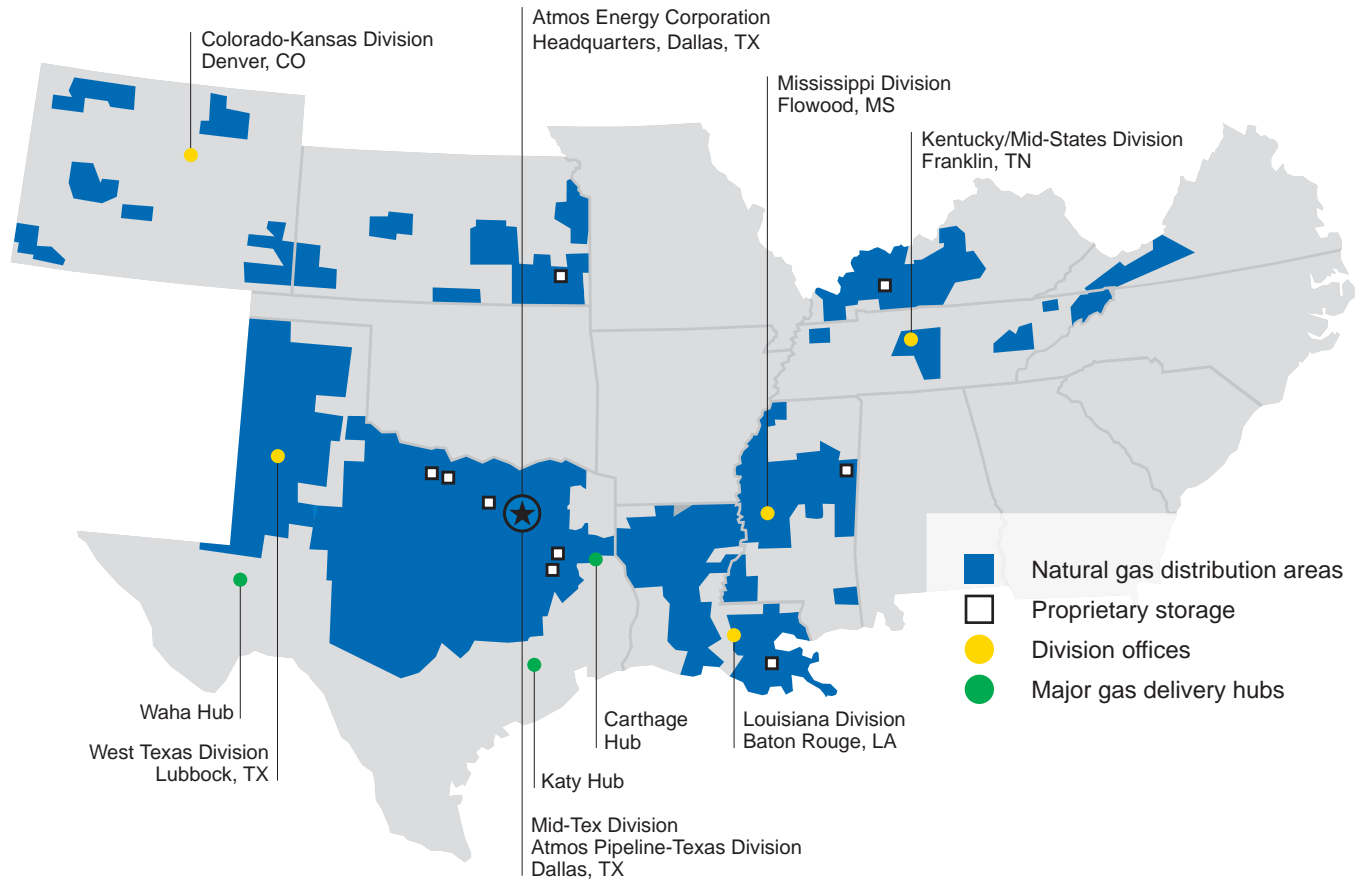 Atmos Energy Corporation
Headquarters, Dallas, TX
Colorado-Kansas Division
Denver, CO
Mississippi Division
Flowood, MS
Kentucky/Mid-States Division
Franklin, TN
Natural gas distribution areas
Proprietary storage
Division offices
Major gas delivery hubs
Waha Hub
West Texas Division
Lubbock, TX
Carthage
Hub
Louisiana Division
Baton Rouge, LA
Katy Hub
Mid-Tex Division
Atmos Pipeline-Texas Division
Dallas, TX